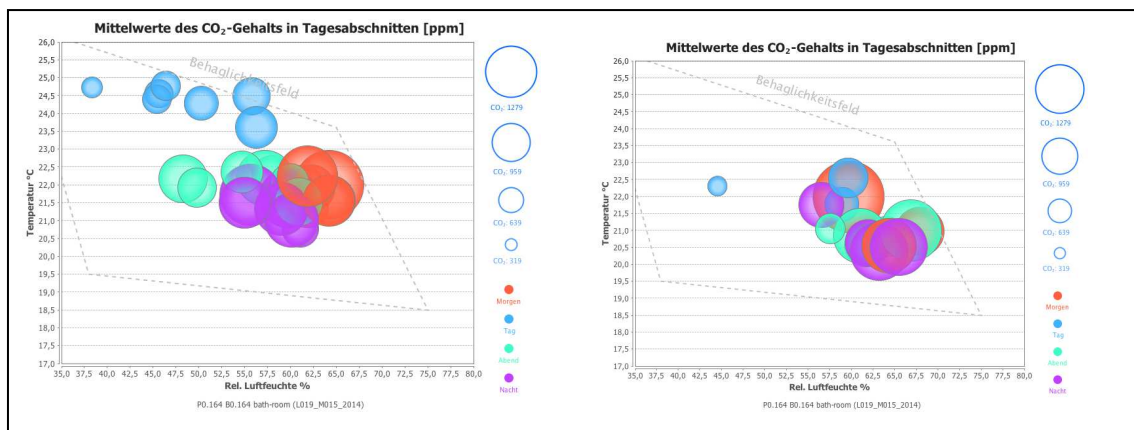 Mittelwerte des CO₂-Gehalts in Tagesabschnitten [ppm]
26,0
25,5
25,0
24,5
24,0
23,5
23,0
22,5
22,0
21,5
21,0
20,5
20,0
19,5
19,0
18,5
18,0
17,5
17,0
Temperatur °C
Behaglichkeitsfeld
35,0 37,5 40,0 42,5 45,0 47,5 50,0 52,5 55,0 57,5 60,0 62,5 65,0 67,5 70,0 72,5 75,0 77,5 80,0
Rel. Luftfeuchte %
P0.164 B0.164 bath-room (L019_M015_2014)
CO₂: 1279
CO₂: 959
CO₂: 639
CO₂: 319
Morgen
Tag
Abend
Nacht
Mittelwerte des CO₂-Gehalts in Tagesabschnitten [ppm]
26,0
25,5
25,0
24,5
24,0
23,5
23,0
22,5
22,0
21,5
21,0
20,5
20,0
19,5
19,0
18,5
18,0
17,5
17,0
Temperatur °C
Behaglichkeitsfeld
35,0 37,5 40,0 42,5 45,0 47,5 50,0 52,5 55,0 57,5 60,0 62,5 65,0 67,5 70,0 72,5 75,0 77,5 80,0
Rel. Luftfeuchte %
P0.164 B0.164 bath-room (L019_M015_2014)
CO₂: 1279
CO₂: 959
CO₂: 639
CO₂: 319
Morgen
Tag
Abend
Nacht